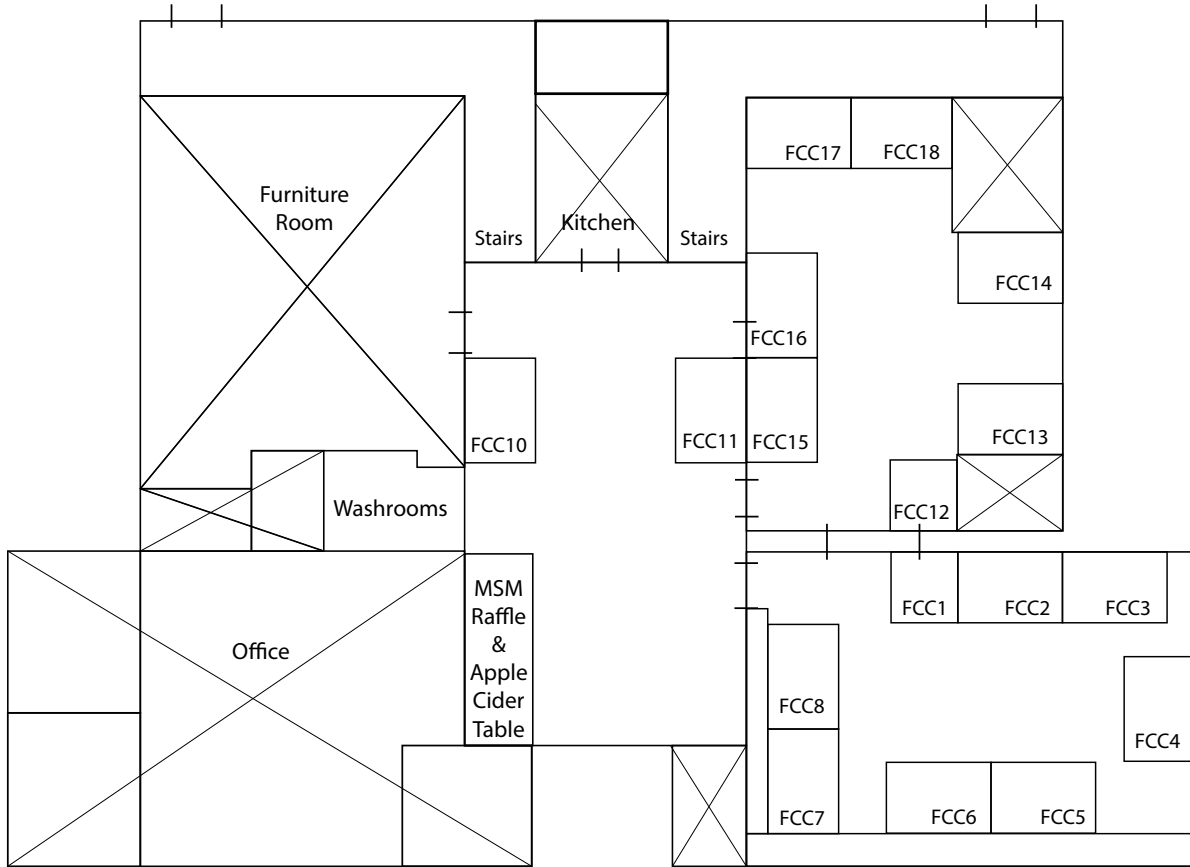 FCC17
FCC18
Furniture
Room
Kitchen
Stairs
Stairs
FCC14
FCC16
FCC10
FCC11
FCC15
FCC13
Washrooms
FCC12
MSM
Raffle
&
Apple
Cider
Table
FCC1
FCC2
FCC3
Office
FCC8
FCC4
FCC7
FCC6
FCC5